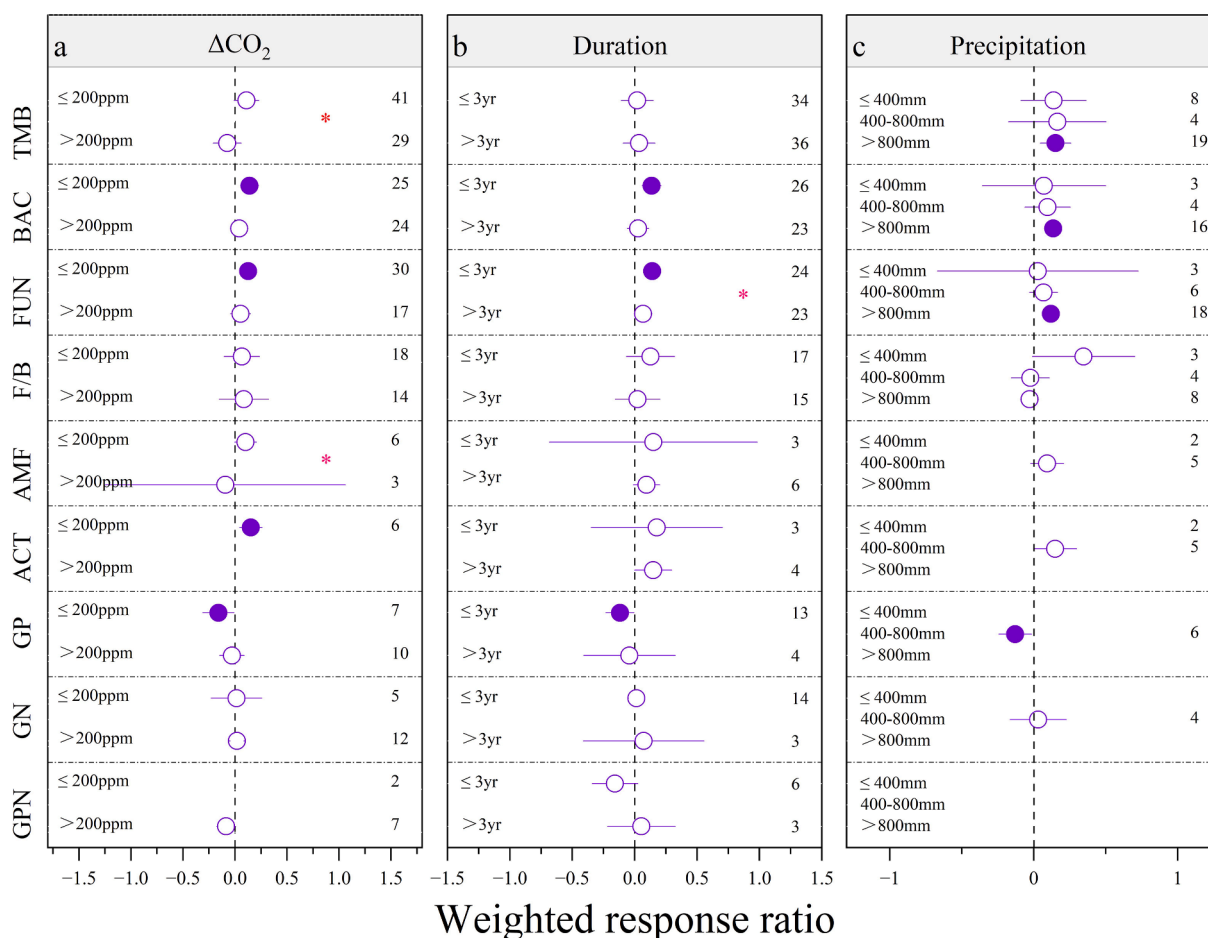 a ΔCO₂
b Duration
c Precipitation
TMB
≤ 200ppm 41
*
>200ppm 29
≤ 3yr 34
>3yr 36
≤400mm 8
400-800mm 4
>800mm 19
BAC
≤ 200ppm 25
>200ppm 24
≤ 3yr 26
>3yr 23
≤400mm 3
400-800mm 4
>800mm 16
FUN
≤ 200ppm 30
>200ppm 17
≤ 3yr 24
*
>3yr 23
≤400mm 3
400-800mm 6
>800mm 18
F/B
≤ 200ppm 18
>200ppm 14
≤ 3yr 17
>3yr 15
≤400mm 3
400-800mm 4
>800mm 8
AMF
≤ 200ppm 6
*
>200ppm 3
≤ 3yr 3
>3yr 6
≤400mm 2
400-800mm 5
>800mm
ACT
≤ 200ppm 6
>200ppm
≤ 3yr 3
>3yr 4
≤400mm 2
400-800mm 5
>800mm
GP
≤ 200ppm 7
>200ppm 10
≤ 3yr 13
>3yr 4
≤400mm
400-800mm 6
>800mm
GN
≤ 200ppm 5
>200ppm 12
≤ 3yr 14
>3yr 3
≤400mm
400-800mm 4
>800mm
GPN
≤ 200ppm 2
>200ppm 7
≤ 3yr 6
>3yr 3
≤400mm
400-800mm
>800mm
−1.5 −1.0 −0.5 0.0 0.5 1.0 1.5
−1.5 −1.0 −0.5 0.0 0.5 1.0 1.5
−1 0 1
Weighted response ratio